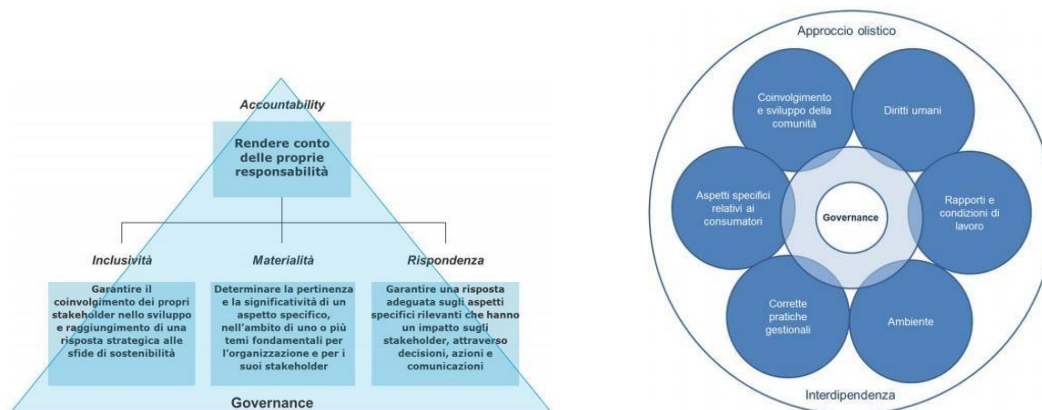 Accountability
Rendere conto
delle proprie
responsabilità
Inclusività
Garantire il
coinvolgimento dei propri
stakeholder nello sviluppo
e raggiungimento di una
risposta strategica alle
sfide di sostenibilità
Materialità
Determinare la pertinenza
e la significatività di un
aspetto specifico,
nell'ambito di uno o più
temi fondamentali per
l'organizzazione e per i
suoi stakeholder
Rispondenza
Garantire una risposta
adeguata sugli aspetti
specifici rilevanti che hanno
un impatto sugli
stakeholder, attraverso
decisioni, azioni e
comunicazioni
Governance
Approccio olistico
Coinvolgimento
e sviluppo della
comunità
Diritti umani
Aspetti specifici
relativi ai
consumatori
Governance
Rapporti e
condizioni di
lavoro
Corrette
pratiche
gestionali
Ambiente
Interdipendenza